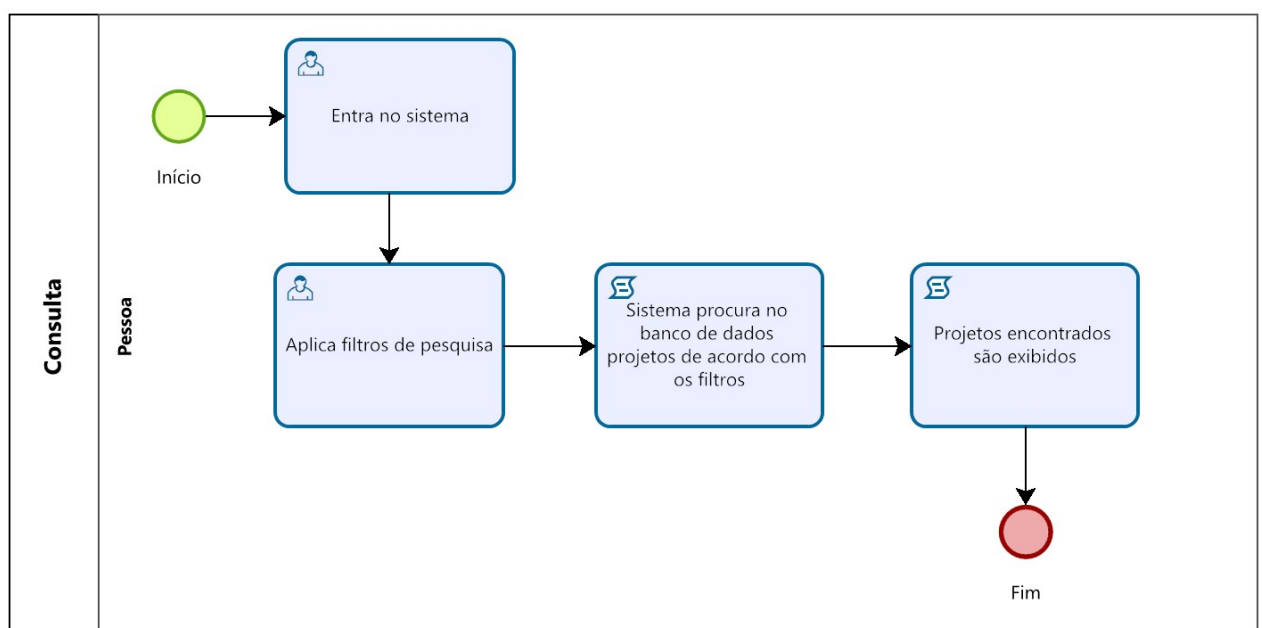 Consulta
Pessoa
Início
Entra no sistema
Aplica filtros de pesquisa
Sistema procura no
banco de dados
projetos de acordo com
os filtros
Projetos encontrados
são exibidos
Fim